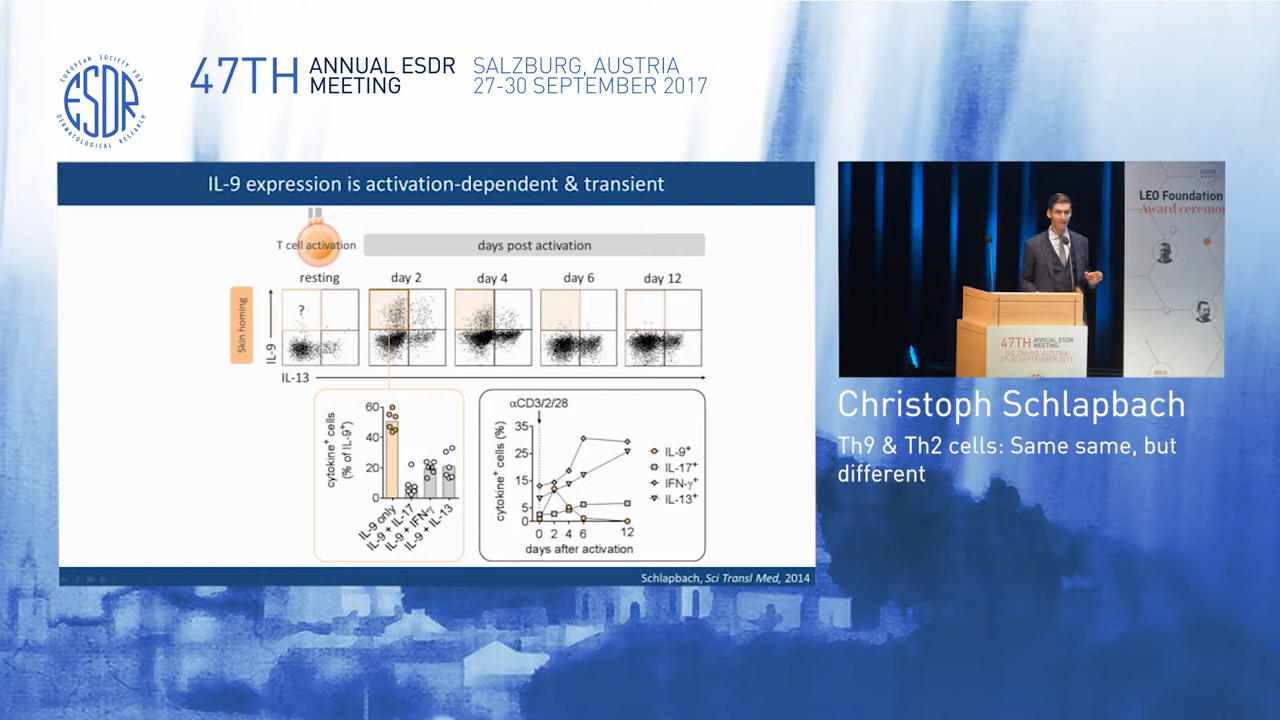 EUROPEAN SOCIETY FOR
ESDR
DERMATOLOGICAL RESEARCH
47TH ANNUAL ESDR MEETING
SALZBURG, AUSTRIA
27-30 SEPTEMBER 2017
IL-9 expression is activation-dependent & transient
T cell activation
days post activation
resting
day 2
day 4
day 6
day 12
Skin homing
?
IL-9
IL-13
cytokine⁺ cells
(% of IL-9⁺)
60
40
20
0
IL-9 only
IL-9 + IL-17
IL-9 + IFN-γ
IL-9 + IL-13
αCD3/2/28
cytokine⁺ cells (%)
35
25
15
5
0
0 2 4 6 12
days after activation
IL-9⁺
IL-17⁺
IFN-γ⁺
IL-13⁺
Schlapbach, Sci Transl Med, 2014
LEO Foundation
Award ceremo
47TH ANNUAL ESDR MEETING
SALZBURG, AUSTRIA
27-30 SEPTEMBER 2017
GOLD
Christoph Schlapbach
Th9 & Th2 cells: Same same, but
different